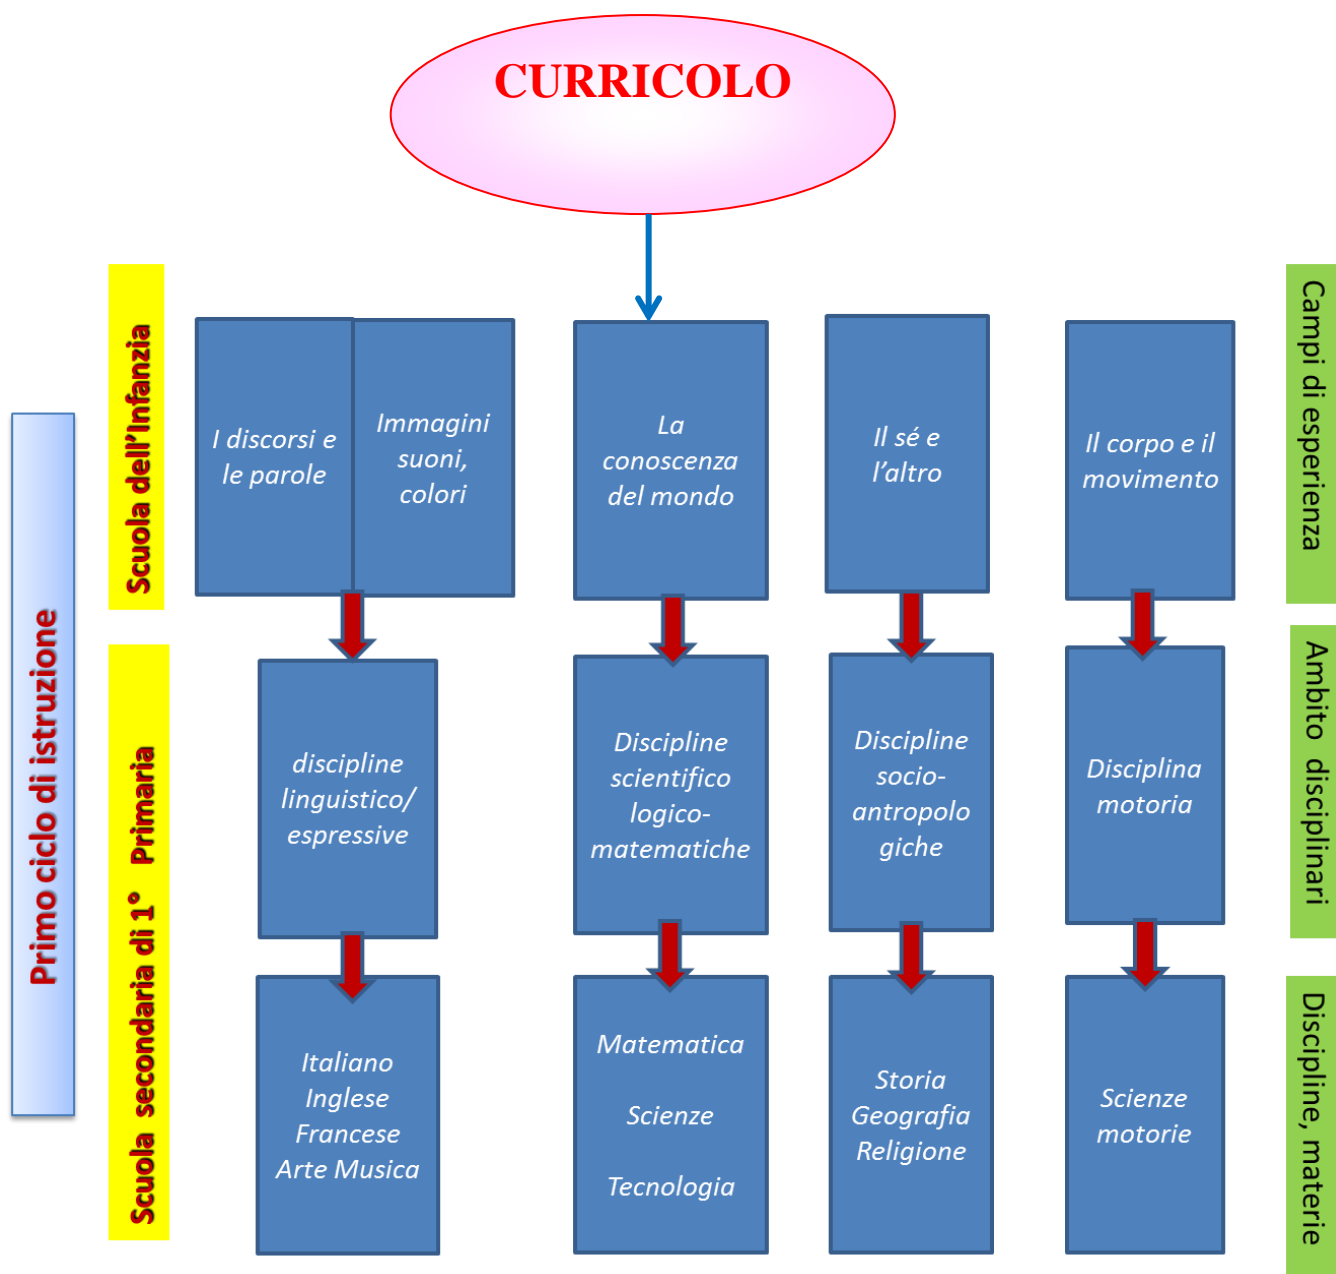 CURRICOLO
Primo ciclo di istruzione
Scuola dell’Infanzia
I discorsi e
le parole
Immagini
suoni,
colori
La
conoscenza
del mondo
Il sé e
l’altro
Il corpo e il
movimento
Campi di esperienza
Scuola secondaria di 1° Primaria
discipline
linguistico/
espressive
Discipline
scientifico
logico-
matematiche
Discipline
socio-
antropolo
giche
Disciplina
motoria
Ambito disciplinari
Italiano
Inglese
Francese
Arte Musica
Matematica
Scienze
Tecnologia
Storia
Geografia
Religione
Scienze
motorie
Discipline, materie